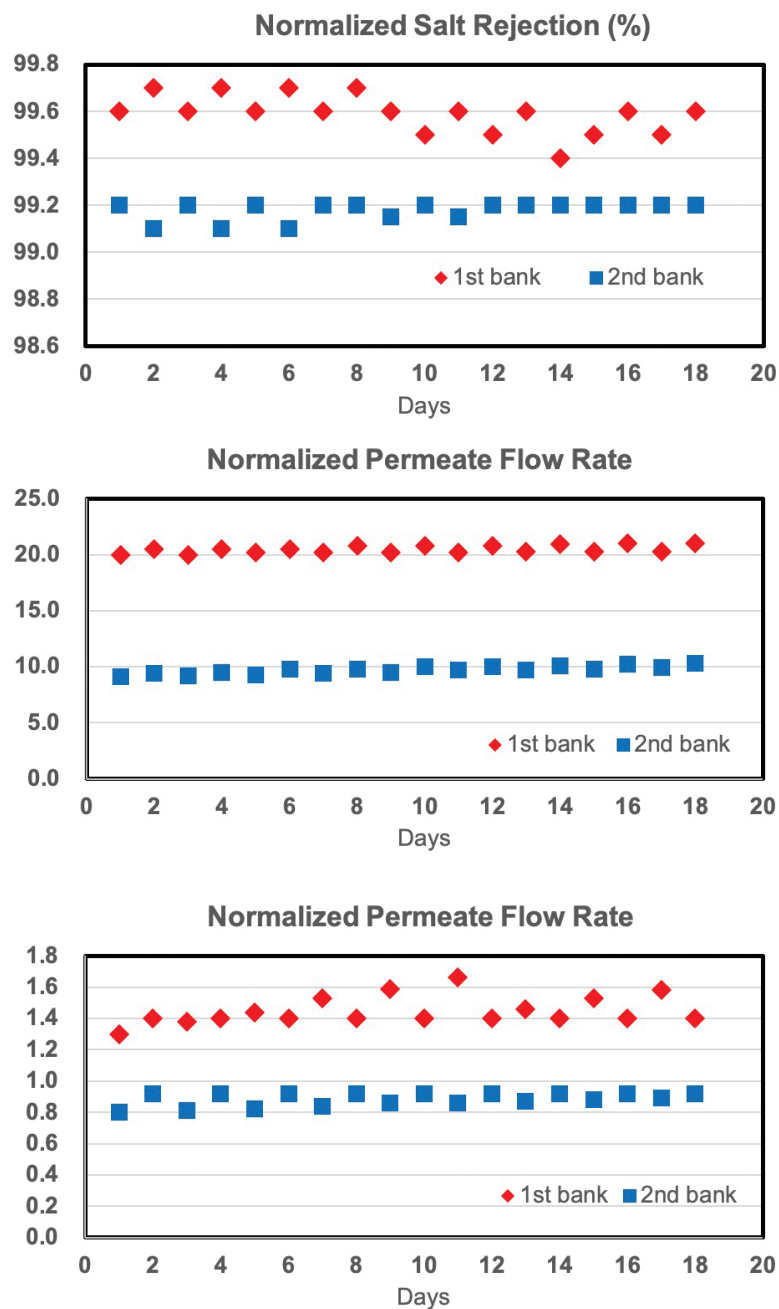 Normalized Salt Rejection (%)
99.8
99.6
99.4
99.2
99.0
98.8
98.6
1st bank 2nd bank
0 2 4 6 8 10 12 14 16 18 20
Days
Normalized Permeate Flow Rate
25.0
20.0
15.0
10.0
5.0
0.0
1st bank 2nd bank
0 2 4 6 8 10 12 14 16 18 20
Days
Normalized Permeate Flow Rate
1.8
1.6
1.4
1.2
1.0
0.8
0.6
0.4
0.2
0.0
1st bank 2nd bank
0 2 4 6 8 10 12 14 16 18 20
Days